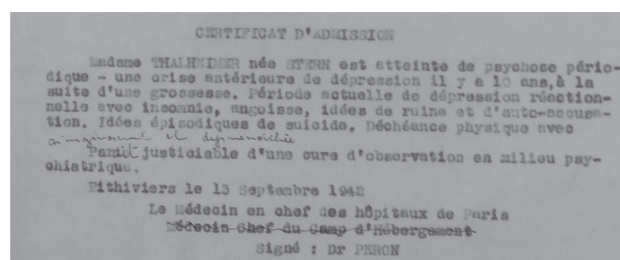 CERTIFICAT D'ADMISSION
Madame THALHEIMER née STERN est atteinte de psychose pério-
dique - une crise antérieure de dépression il y a 10 ans,à la
suite d'une grossesse. Période actuelle de dépression réaction-
nelle avec insomnie, angoisse, idées de ruine et d'auto-accusa-
tion. Idées épisodiques de suicide. Déchéance physique avec
amaigrissement et
Parait justiciable d'une cure d'observation en milieu psy-
chiatrique.
Pithiviers le 15 Septembre 1942
Le Médecin en chef des hôpitaux de Paris
Médecin Chef du Camp d'Hébergement
Signé : Dr PERON